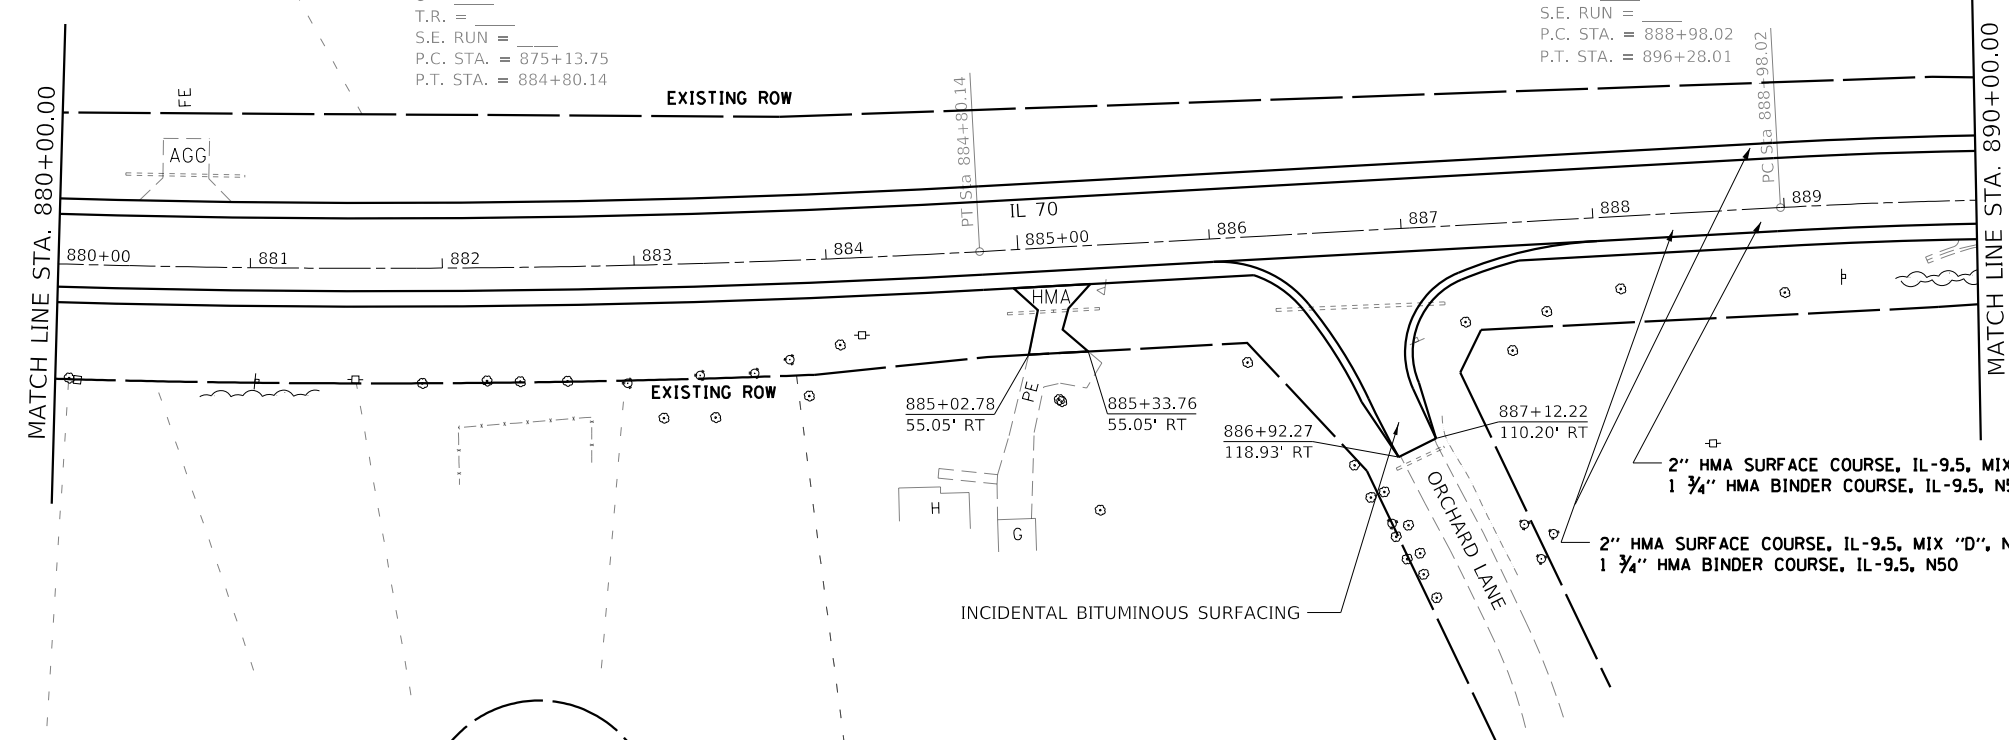 T.R. = ____
S.E. RUN = ____
P.C. STA. = 875+13.75
P.T. STA. = 884+80.14
S.E. RUN = ____
P.C. STA. = 888+98.02
P.T. STA. = 896+28.01
MATCH LINE STA. 880+00.00
MATCH LINE STA. 890+00.00
FE
AGG
EXISTING ROW
PT Sta 884+80.14
PC Sta 888+98.02
IL 70
880+00
881
882
883
884
885+00
886
887
888
889
HMA
EXISTING ROW
PE
885+02.78
55.05' RT
885+33.76
55.05' RT
886+92.27
118.93' RT
887+12.22
110.20' RT
H
G
ORCHARD LANE
2" HMA SURFACE COURSE, IL-9.5, MIX
1 3/4" HMA BINDER COURSE, IL-9.5,
2" HMA SURFACE COURSE, IL-9.5, MIX "D",
1 3/4" HMA BINDER COURSE, IL-9.5, N50
INCIDENTAL BITUMINOUS SURFACING